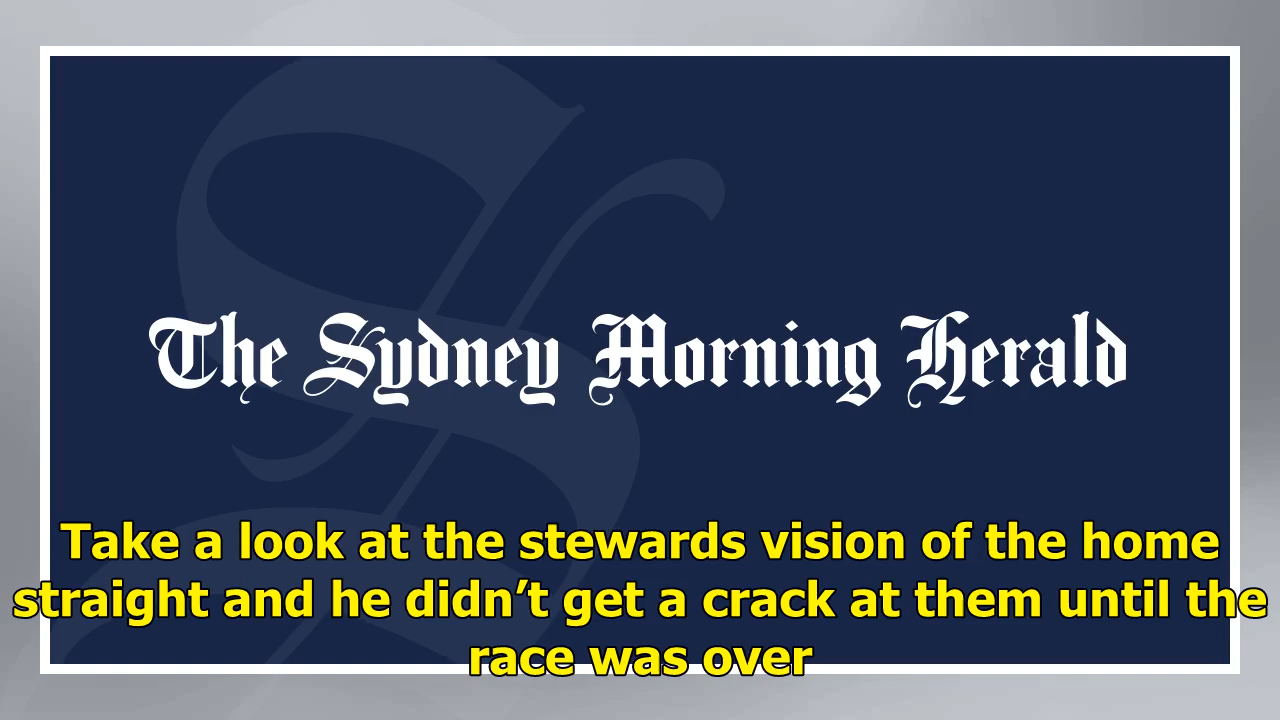 The Sydney Morning Herald
Take a look at the stewards vision of the home
straight and he didn’t get a crack at them until the
race was over